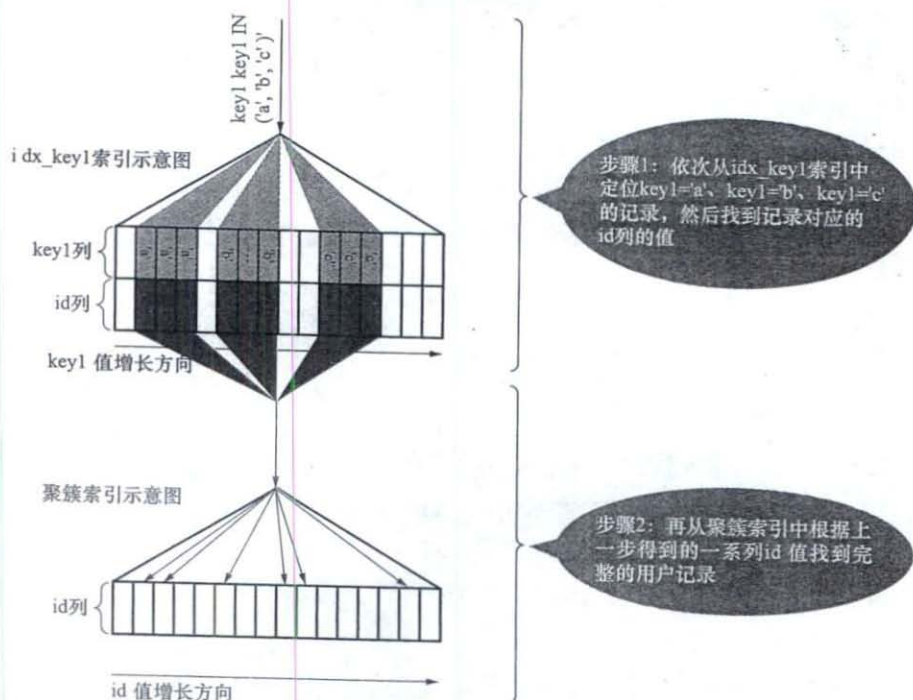 key1 key1 IN
('a', 'b', 'c' )'
i dx_key1索引示意图
步骤1：依次从idx_key1索引中
定位key1='a'、key1='b'、key1='c'
的记录，然后找到记录对应的
id列的值
key1列
'a'
'a'
'a'
'b'
...
'b'
'c'
...
'c'
id列
key1 值增长方向
聚簇索引示意图
步骤2：再从聚簇索引中根据上
一步得到的一系列id 值找到完
整的用户记录
id列
id 值增长方向